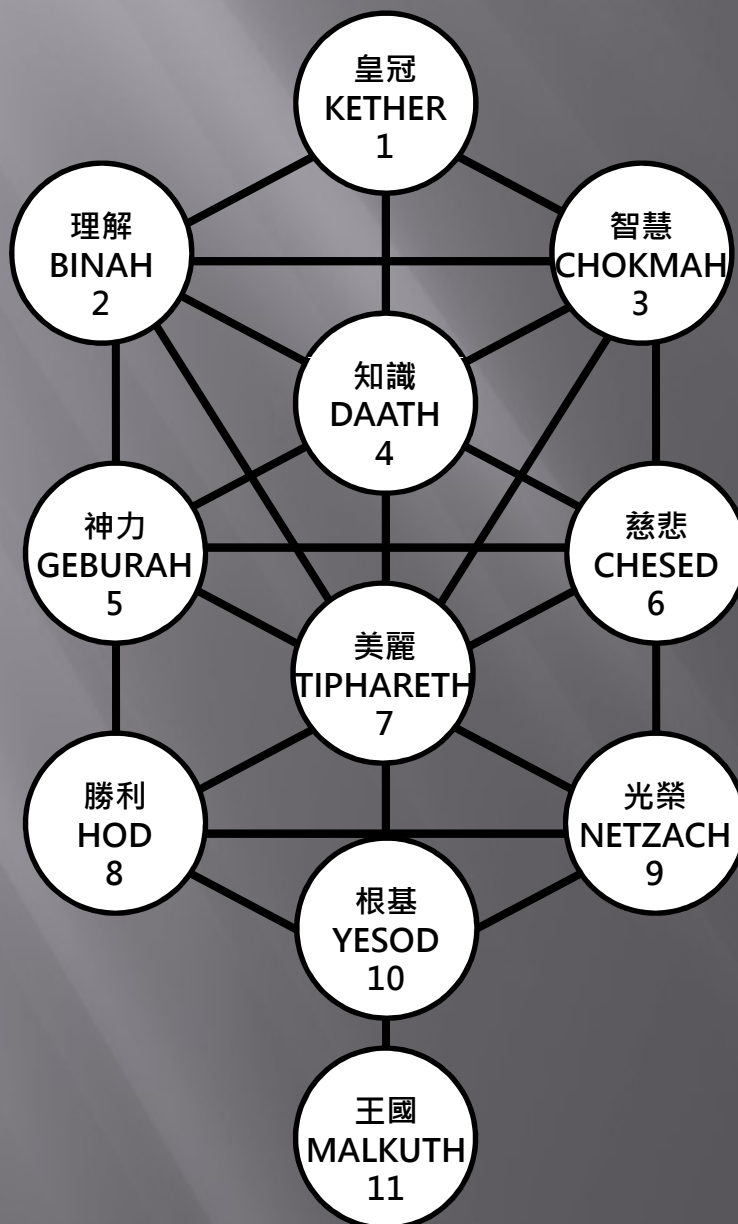 皇冠
KETHER
1
理解
BINAH
2
智慧
CHOKMAH
3
知識
DAATH
4
神力
GEBURAH
5
慈悲
CHESED
6
美麗
TIPHARETH
7
勝利
HOD
8
光榮
NETZACH
9
根基
YESOD
10
王國
MALKUTH
11